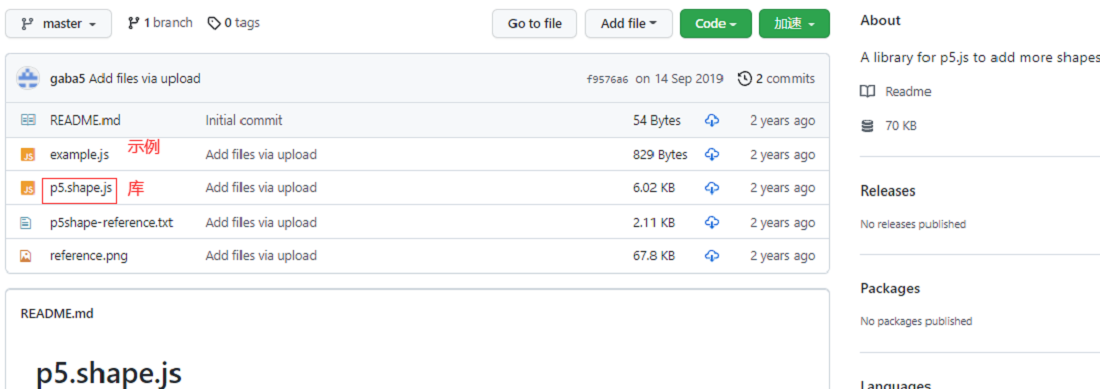 master 1 branch 0 tags Go to file Add file Code 加速
gaba5 Add files via upload f9576a6 on 14 Sep 2019 2 commits
README.md Initial commit 54 Bytes 2 years ago
example.js 示例 Add files via upload 829 Bytes 2 years ago
p5.shape.js 库 Add files via upload 6.02 KB 2 years ago
p5shape-reference.txt Add files via upload 2.11 KB 2 years ago
reference.png Add files via upload 67.8 KB 2 years ago
README.md
p5.shape.js
About
A library for p5.js to add more shapes
Readme
70 KB
Releases
No releases published
Packages
No packages published
Languages